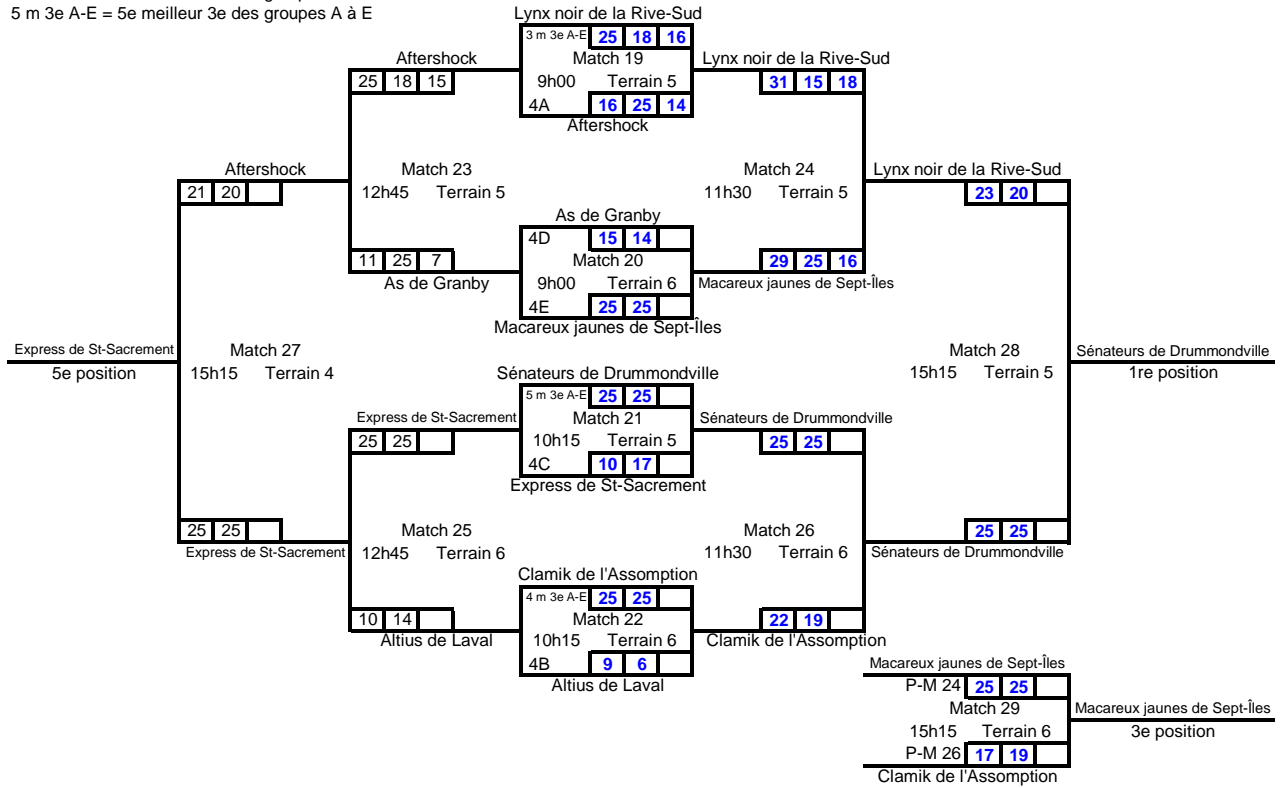 5 m 3e A-E = 5e meilleur 3e des groupes A à E
Lynx noir de la Rive-Sud
3 m 3e A-E 25 18 16
Aftershock
Match 19
Lynx noir de la Rive-Sud
25 18 15
9h00 Terrain 5
31 15 18
4A 16 25 14
Aftershock
Aftershock
Match 23
Match 24
Lynx noir de la Rive-Sud
21 20
12h45 Terrain 5
11h30 Terrain 5
23 20
As de Granby
4D 15 14
11 25 7
Match 20
29 25 16
As de Granby
9h00 Terrain 6
Macareux jaunes de Sept-Îles
4E 25 25
Macareux jaunes de Sept-Îles
Express de St-Sacrement
Match 27
Match 28
Sénateurs de Drummondville
5e position
15h15 Terrain 4
15h15 Terrain 5
1re position
Sénateurs de Drummondville
5 m 3e A-E 25 25
Express de St-Sacrement
Match 21
Sénateurs de Drummondville
25 25
10h15 Terrain 5
25 25
4C 10 17
Express de St-Sacrement
25 25
Match 25
Match 26
25 25
Express de St-Sacrement
12h45 Terrain 6
11h30 Terrain 6
Sénateurs de Drummondville
Clamik de l'Assomption
4 m 3e A-E 25 25
10 14
Match 22
22 19
Altius de Laval
10h15 Terrain 6
Clamik de l'Assomption
4B 9 6
Altius de Laval
Macareux jaunes de Sept-Îles
P-M 24 25 25
Match 29
Macareux jaunes de Sept-Îles
15h15 Terrain 6
3e position
P-M 26 17 19
Clamik de l'Assomption